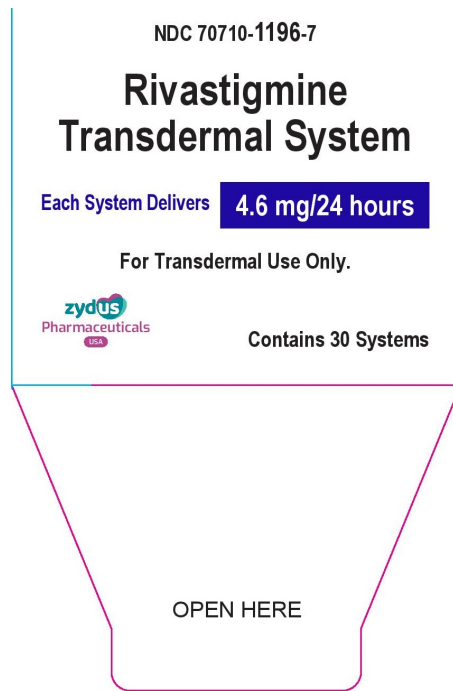 NDC 70710-1196-7
Rivastigmine
Transdermal System
Each System Delivers 4.6 mg/24 hours
For Transdermal Use Only.
zydus
Pharmaceuticals
USA
Contains 30 Systems
OPEN HERE